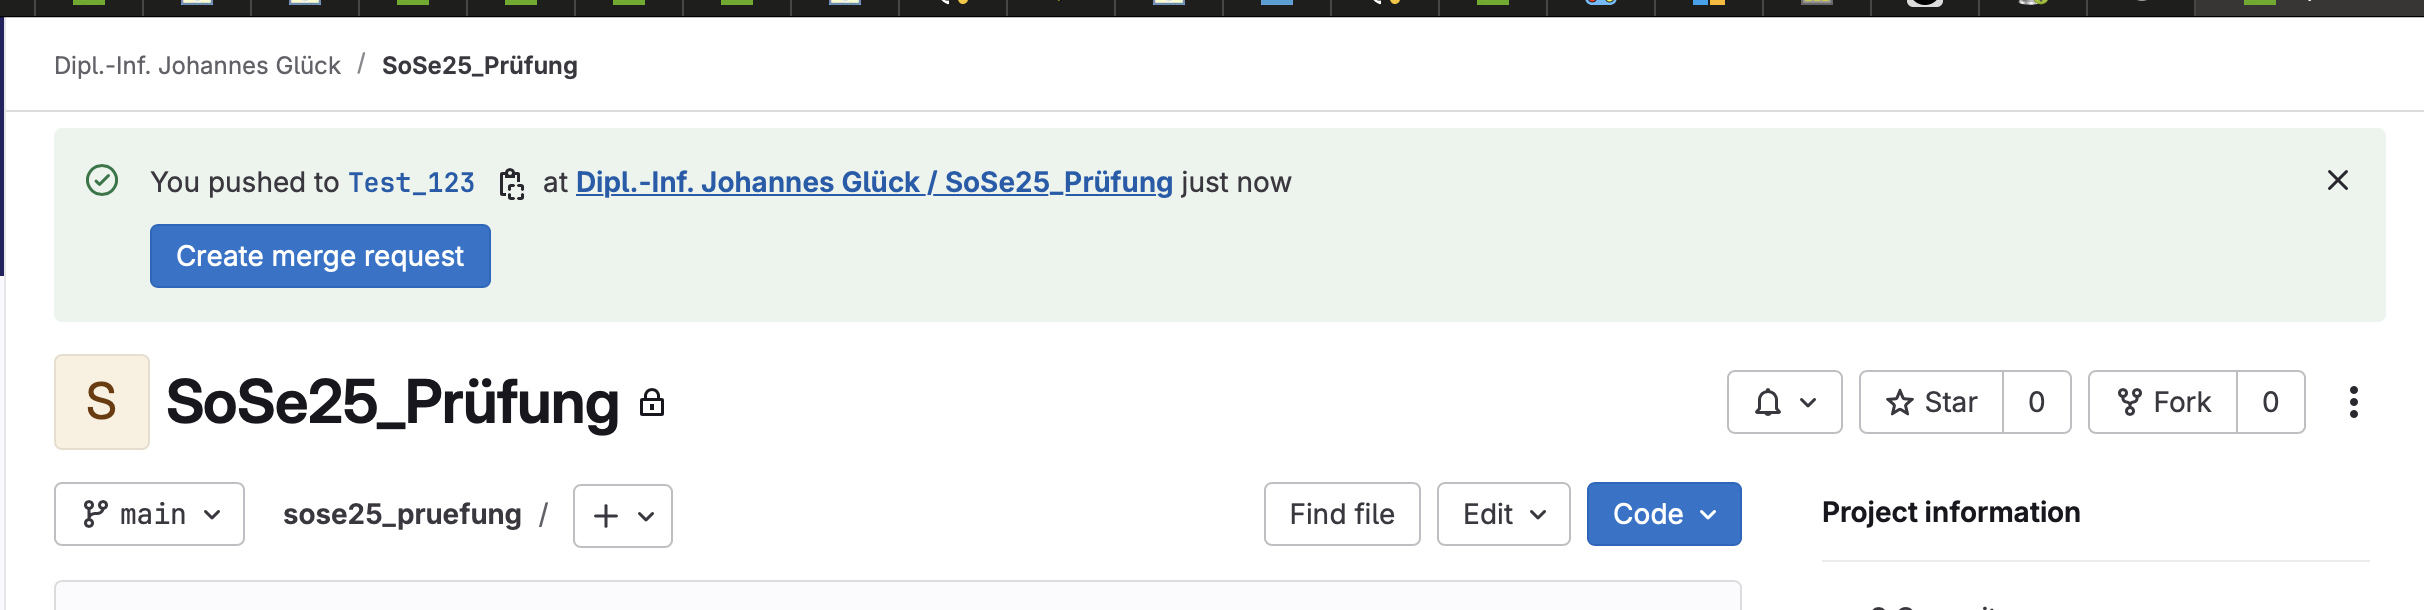 Dipl.-Inf. Johannes Glück / SoSe25_Prüfung
You pushed to Test_123 at Dipl.-Inf. Johannes Glück / SoSe25_Prüfung just now
Create merge request
S SoSe25_Prüfung
Star 0 Fork 0
main sose25_pruefung / + Find file Edit Code
Project information